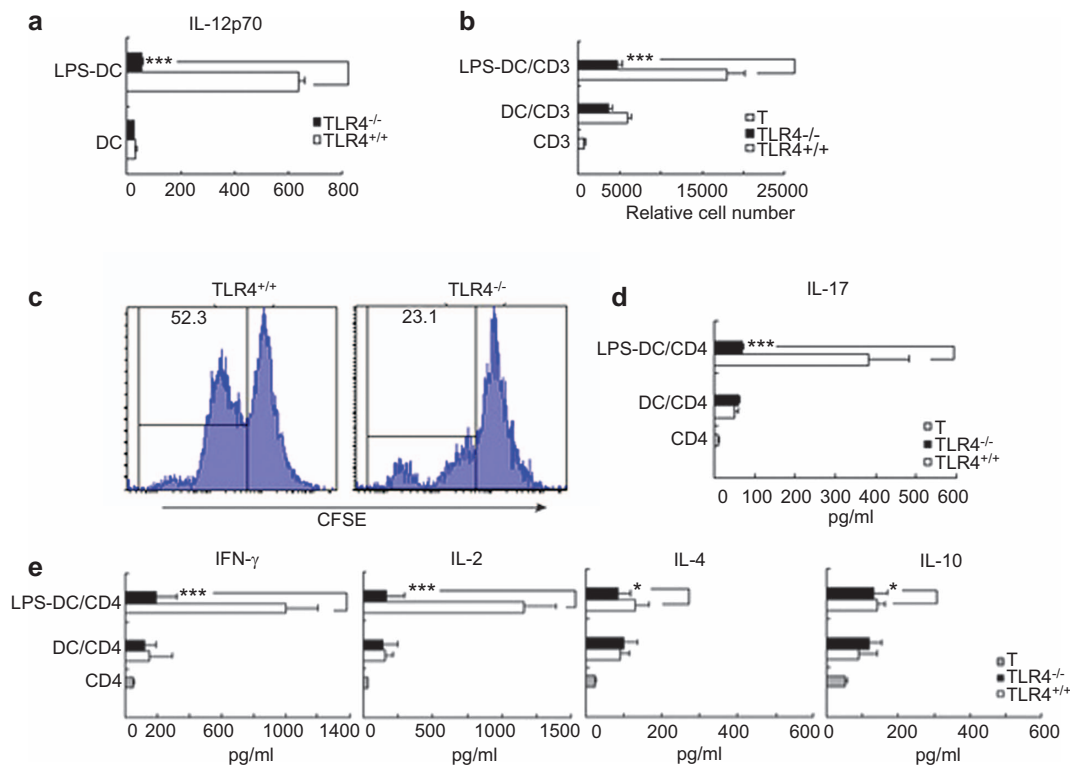 a
IL-12p70
LPS-DC
***
DC
TLR4-/-
TLR4+/+
0 200 400 600 800
b
LPS-DC/CD3
***
DC/CD3
CD3
T
TLR4-/-
TLR4+/+
0 5000 15000 25000
Relative cell number
c
TLR4+/+
52.3
TLR4-/-
23.1
CFSE
d
IL-17
LPS-DC/CD4
***
DC/CD4
CD4
T
TLR4-/-
TLR4+/+
0 100 200 300 400 500 600
pg/ml
e
IFN-γ
IL-2
IL-4
IL-10
LPS-DC/CD4
***
***
*
*
DC/CD4
CD4
T
TLR4-/-
TLR4+/+
0 200 600 1000 1400
pg/ml
0 500 1000 1500
pg/ml
0 200 400 600
pg/ml
0 200 400 600
pg/ml